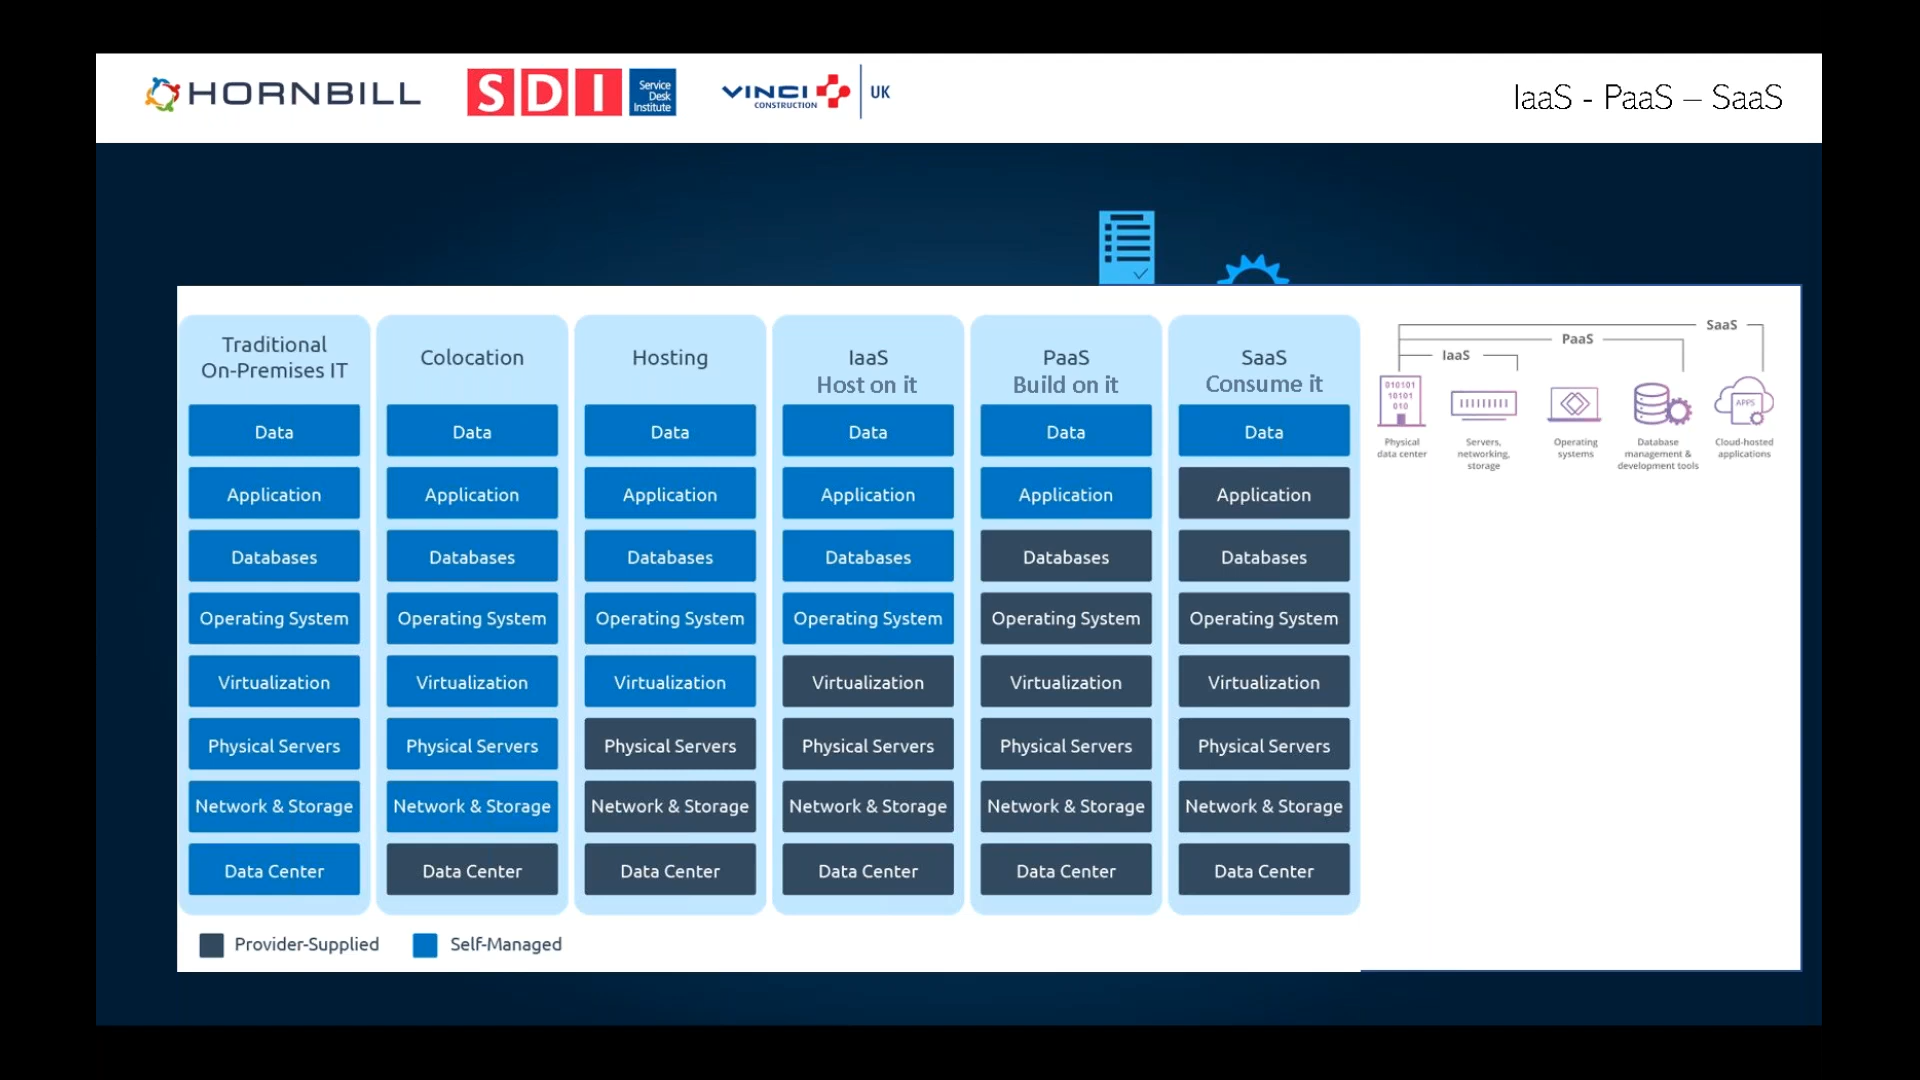 HORNBILL
SDI
Service
Desk
Institute
VINCI
CONSTRUCTION
UK
IaaS - PaaS – SaaS
Traditional
On-Premises IT
Data
Application
Databases
Operating System
Virtualization
Physical Servers
Network & Storage
Data Center
Colocation
Data
Application
Databases
Operating System
Virtualization
Physical Servers
Network & Storage
Data Center
Hosting
Data
Application
Databases
Operating System
Virtualization
Physical Servers
Network & Storage
Data Center
IaaS
Host on it
Data
Application
Databases
Operating System
Virtualization
Physical Servers
Network & Storage
Data Center
PaaS
Build on it
Data
Application
Databases
Operating System
Virtualization
Physical Servers
Network & Storage
Data Center
SaaS
Consume it
Data
Application
Databases
Operating System
Virtualization
Physical Servers
Network & Storage
Data Center
Provider-Supplied
Self-Managed
SaaS
PaaS
IaaS
010101
10101
010
APPS
Physical
data center
Servers,
networking,
storage
Operating
systems
Database
management &
development tools
Cloud-hosted
applications